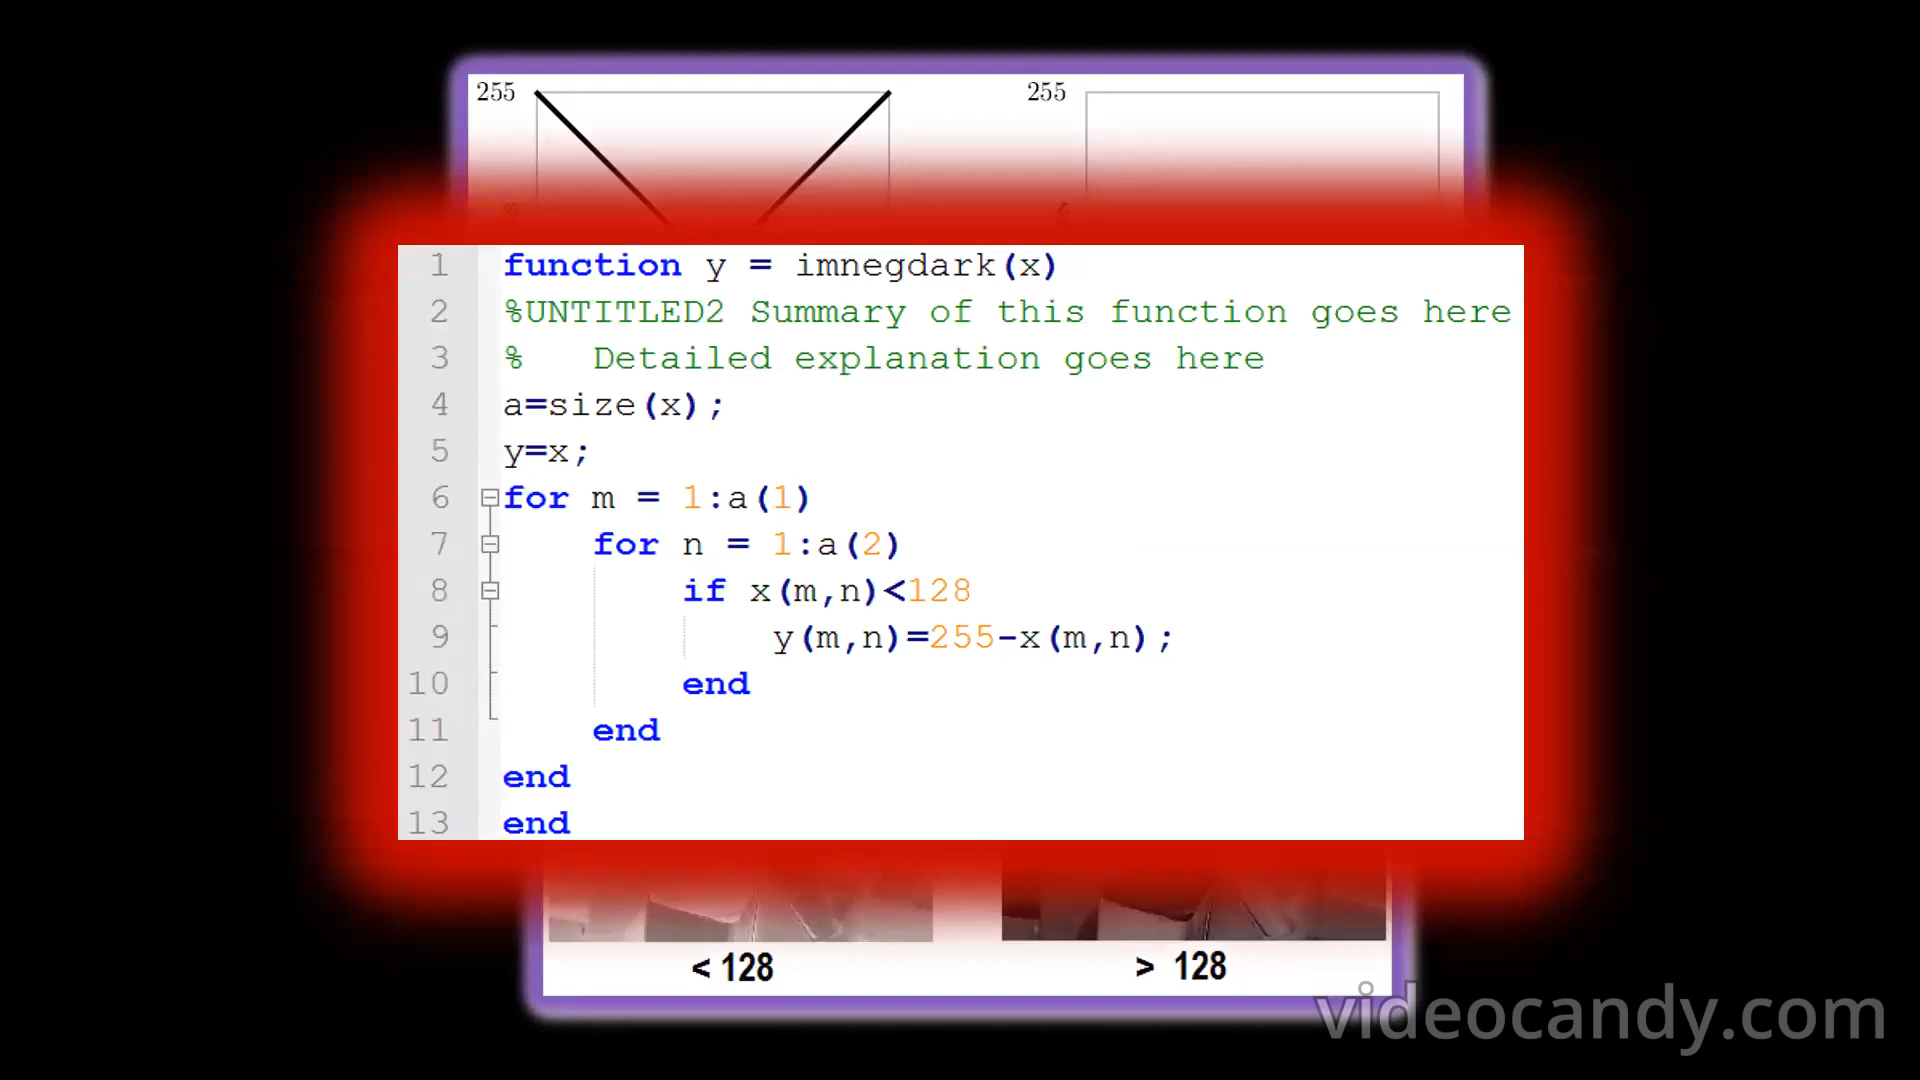 255 255
1 function y = imnegdark(x)
2 %UNTITLED2 Summary of this function goes here
3 %   Detailed explanation goes here
4 a=size(x);
5 y=x;
6 for m = 1:a(1)
7     for n = 1:a(2)
8         if x(m,n)<128
9             y(m,n)=255-x(m,n);
10         end
11     end
12 end
13 end
< 128 > 128
videocandy.com